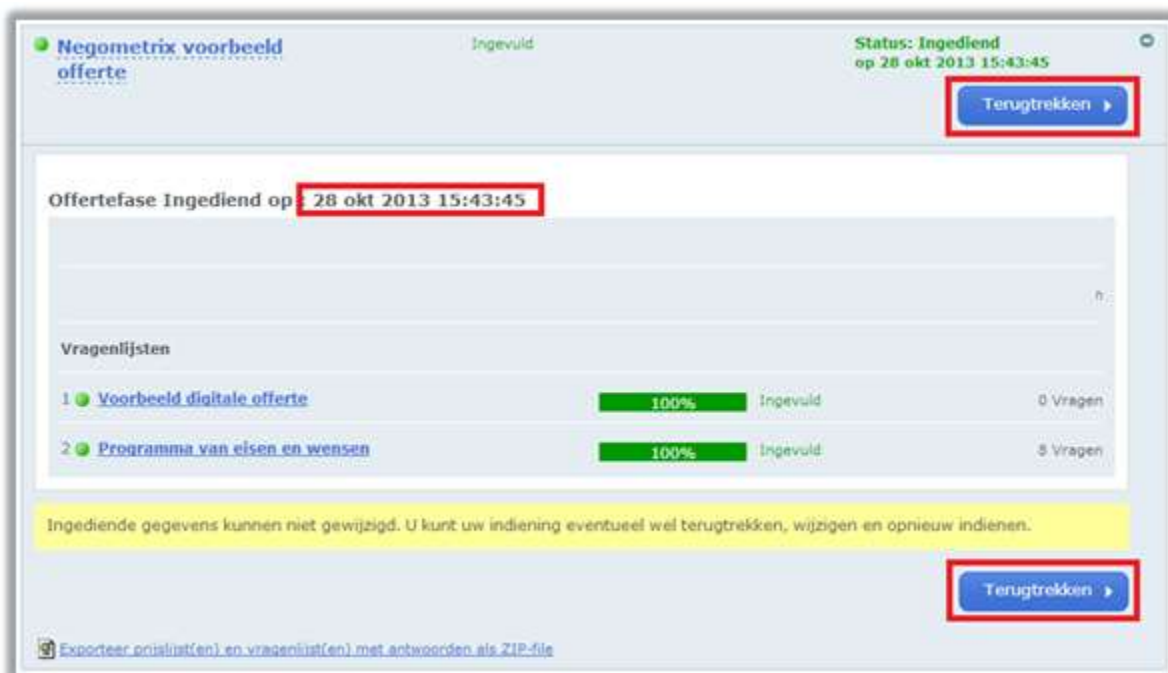 Negometrix voorbeeld offerte
Ingevuld
Status: Ingediend
op 28 okt 2013 15:43:45
Terugtrekken
Offertefase Ingediend op : 28 okt 2013 15:43:45
n
Vragenlijsten
1 Voorbeeld digitale offerte 100% Ingevuld 0 Vragen
2 Programma van eisen en wensen 100% Ingevuld 8 Vragen
Ingediende gegevens kunnen niet gewijzigd. U kunt uw indiening eventueel wel terugtrekken, wijzigen en opnieuw indienen.
Terugtrekken
Exporteer prijslijst(en) en vragenlijst(en) met antwoorden als ZIP-file